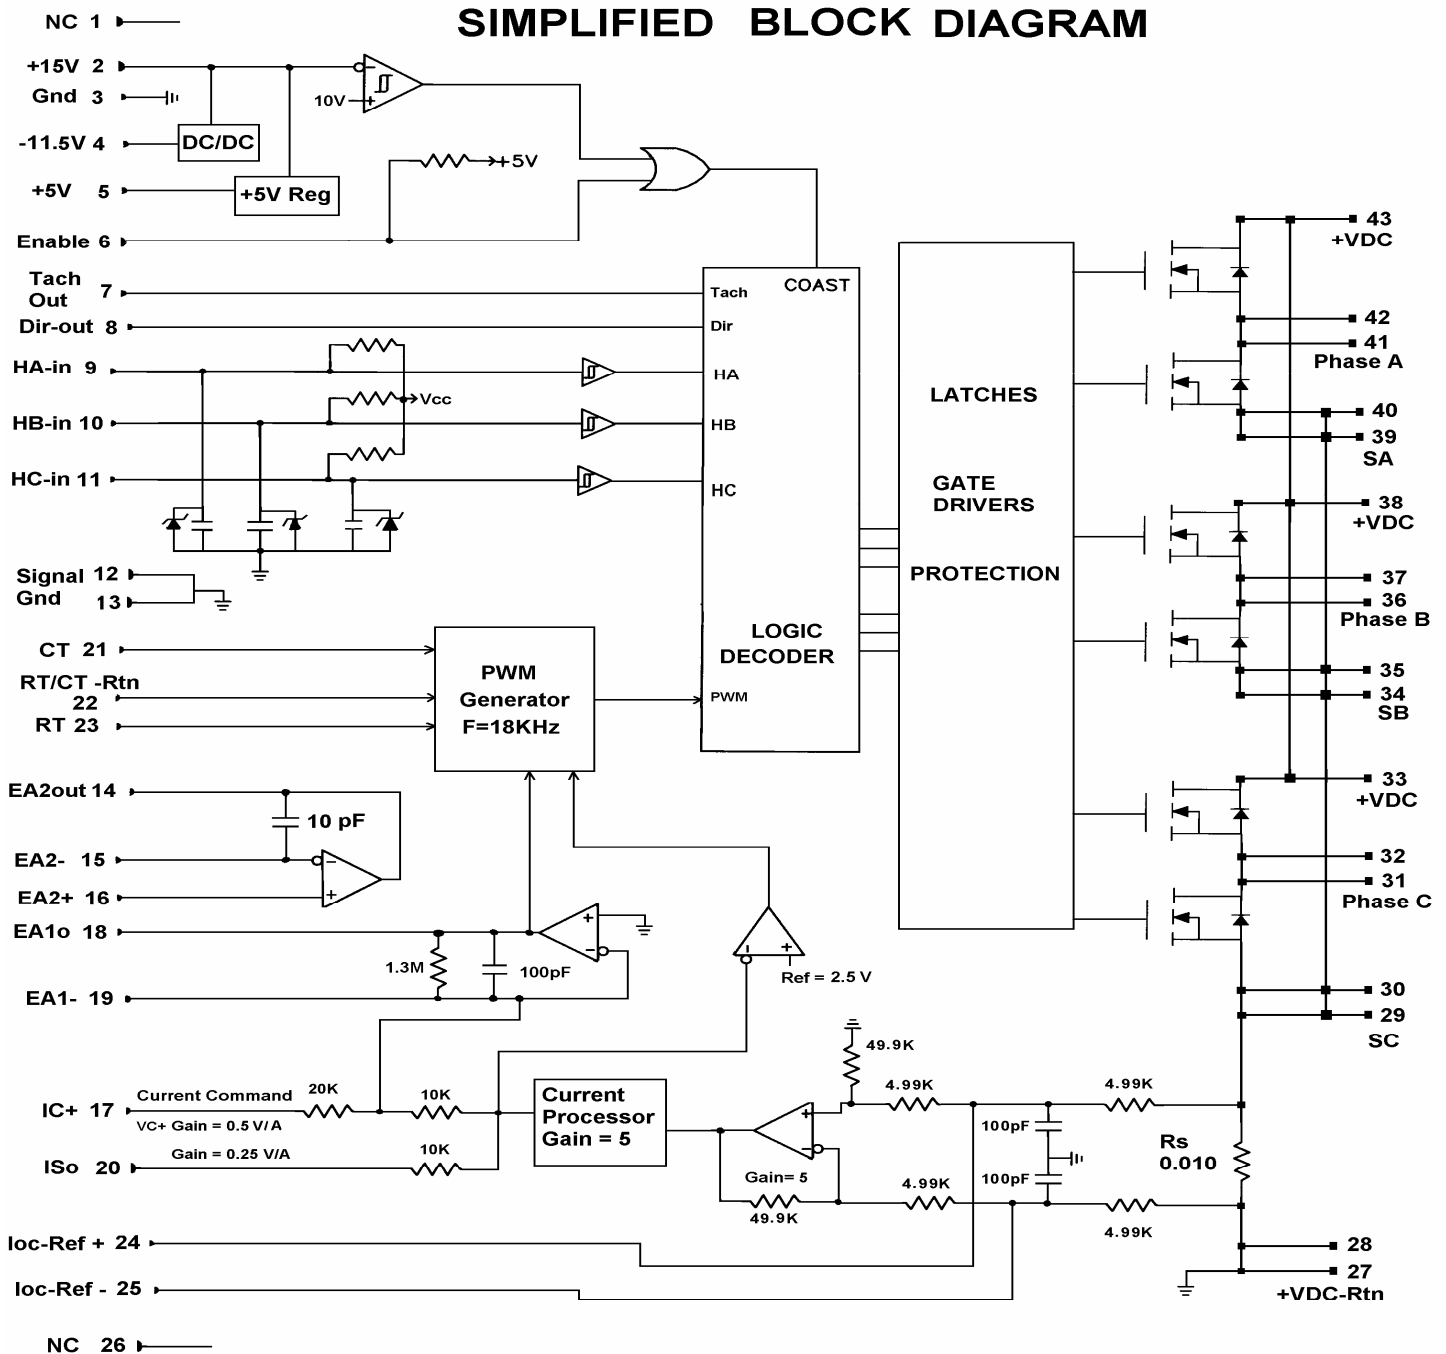 SIMPLIFIED BLOCK DIAGRAM
NC 1
+15V 2
Gnd 3
-11.5V 4
+5V 5
Enable 6
Tach
Out 7
Dir-out 8
HA-in 9
HB-in 10
HC-in 11
Signal 12
Gnd 13
CT 21
RT/CT -Rtn
22
RT 23
EA2out 14
EA2- 15
EA2+ 16
EA1o 18
EA1- 19
IC+ 17
ISo 20
Ioc-Ref + 24
Ioc-Ref - 25
NC 26
DC/DC
+5V Reg
10V
-
+
+5V
Vcc
Tach
COAST
Dir
HA
HB
HC
LOGIC
DECODER
PWM
LATCHES
GATE
DRIVERS
PROTECTION
PWM
Generator
F=18KHz
10 pF
-
+
1.3M
100pF
+
-
-
+
Ref = 2.5 V
Current Command
VC+ Gain = 0.5 V/A
Gain = 0.25 V/A
20K
10K
10K
Current
Processor
Gain = 5
49.9K
4.99K
4.99K
+
-
Gain= 5
49.9K
4.99K
4.99K
100pF
100pF
Rs
0.010
43
+VDC
42
41
Phase A
40
39
SA
38
+VDC
37
36
Phase B
35
34
SB
33
+VDC
32
31
Phase C
30
29
SC
28
27
+VDC-Rtn